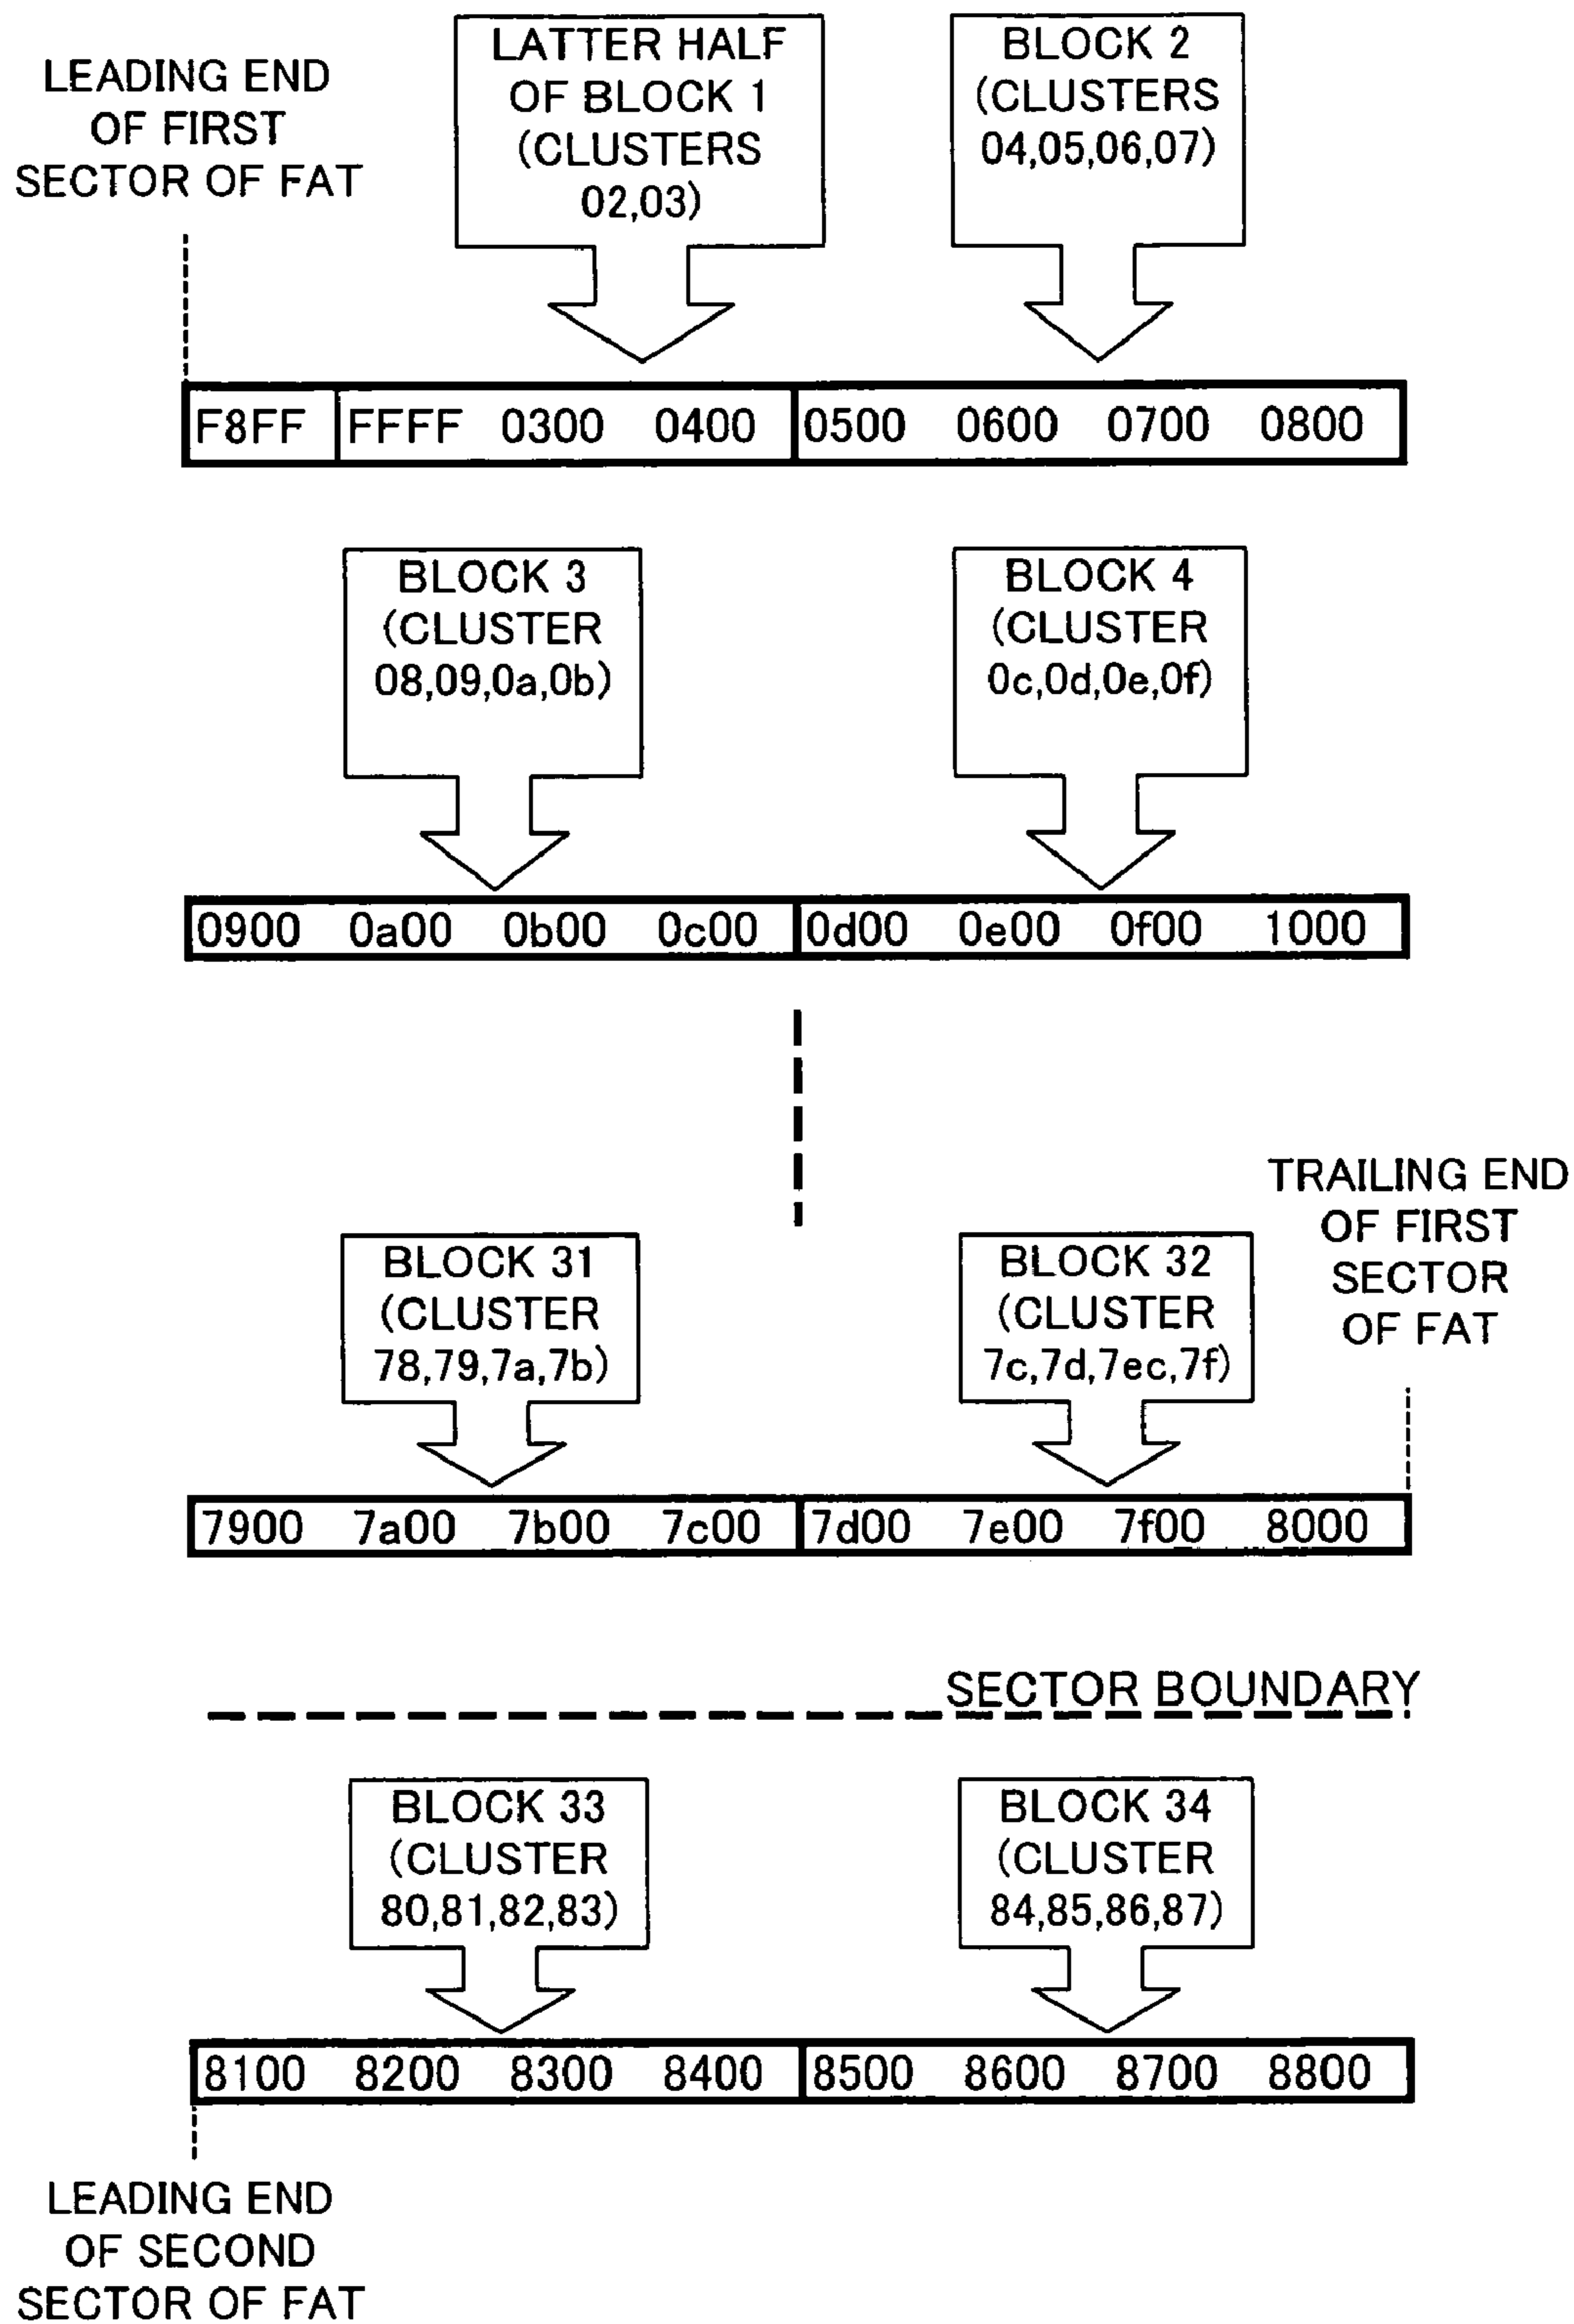 LEADING END
OF FIRST
SECTOR OF FAT
LATTER HALF
OF BLOCK 1
(CLUSTERS
02,03)
BLOCK 2
(CLUSTERS
04,05,06,07)
F8FF FFFF 0300 0400 0500 0600 0700 0800
BLOCK 3
(CLUSTER
08,09,0a,0b)
BLOCK 4
(CLUSTER
0c,0d,0e,0f)
0900 0a00 0b00 0c00 0d00 0e00 0f00 1000
TRAILING END
OF FIRST
SECTOR
OF FAT
BLOCK 31
(CLUSTER
78,79,7a,7b)
BLOCK 32
(CLUSTER
7c,7d,7ec,7f)
7900 7a00 7b00 7c00 7d00 7e00 7f00 8000
SECTOR BOUNDARY
BLOCK 33
(CLUSTER
80,81,82,83)
BLOCK 34
(CLUSTER
84,85,86,87)
8100 8200 8300 8400 8500 8600 8700 8800
LEADING END
OF SECOND
SECTOR OF FAT